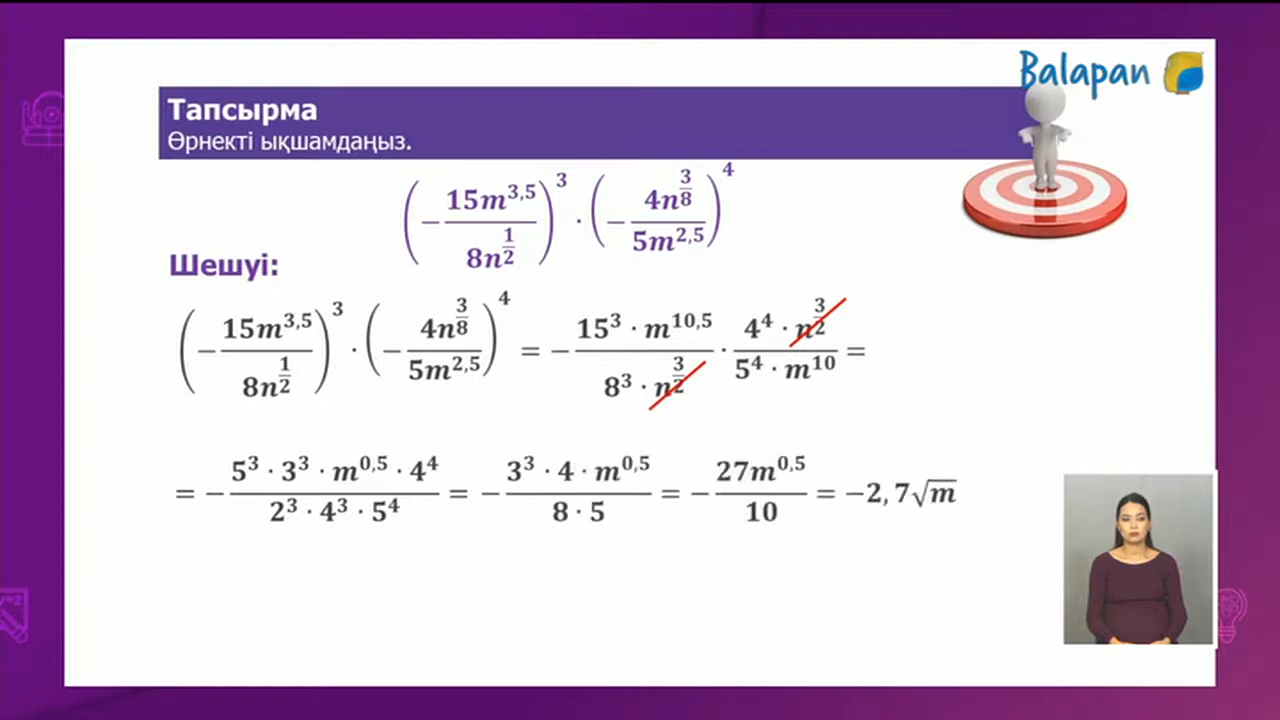 Balapan
Тапсырма
Өрнекті ықшамдаңыз.
(−15m^{3,5}/8n^{1/2})^3 · (−4n^{3/8}/5m^{2,5})^4
Шешуі:
(−15m^{3,5}/8n^{1/2})^3 · (−4n^{3/8}/5m^{2,5})^4 = −(15^3 · m^{10,5})/(8^3 · n^{3/2}) · (4^4 · n^{3/2})/(5^4 · m^{10}) =
= −(5^3 · 3^3 · m^{0,5} · 4^4)/(2^3 · 4^3 · 5^4) = −(3^3 · 4 · m^{0,5})/(8 · 5) = −27m^{0,5}/10 = −2,7√m